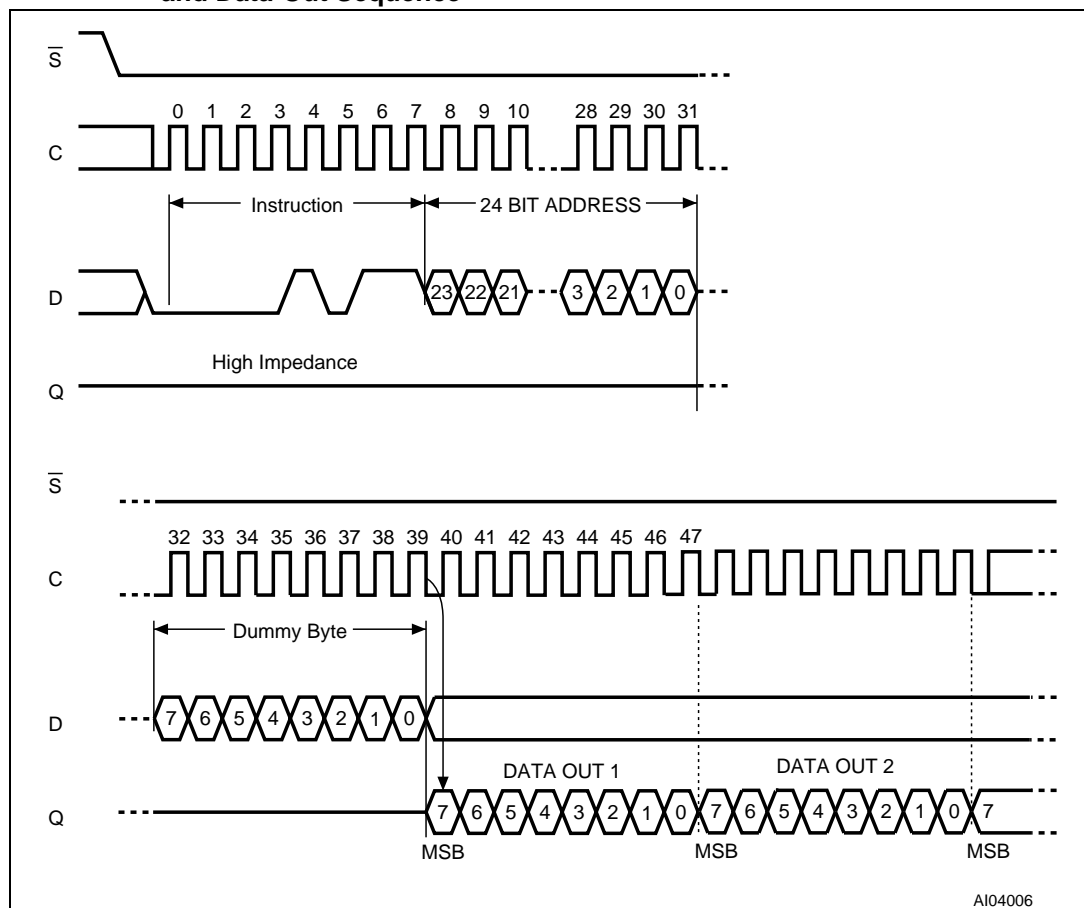 and Data-Out Sequence
S
0 1 2 3 4 5 6 7 8 9 10 28 29 30 31
C
Instruction 24 BIT ADDRESS
D 23 22 21 3 2 1 0
High Impedance
Q
S
32 33 34 35 36 37 38 39 40 41 42 43 44 45 46 47
C
Dummy Byte
D 7 6 5 4 3 2 1 0
DATA OUT 1 DATA OUT 2
Q 7 6 5 4 3 2 1 0 7 6 5 4 3 2 1 0 7
MSB MSB MSB
AI04006